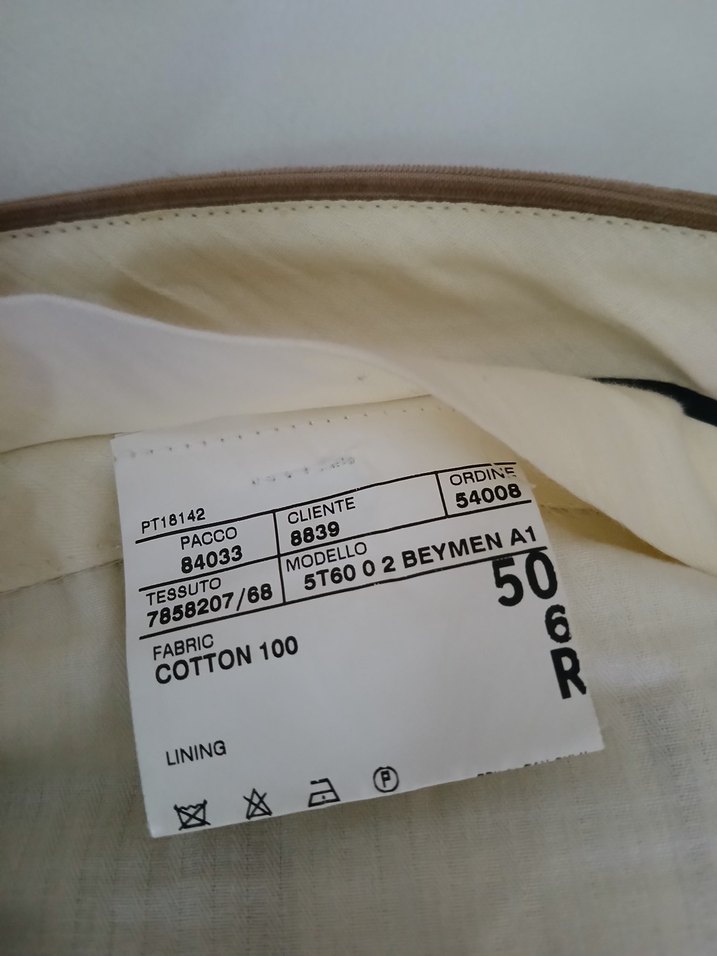 PT18142
PACCO
84033
CLIENTE
8839
ORDINE
54008
TESSUTO
7858207/68
MODELLO
5T60 0 2 BEYMEN A1
50
6
R
FABRIC
COTTON 100
LINING
P